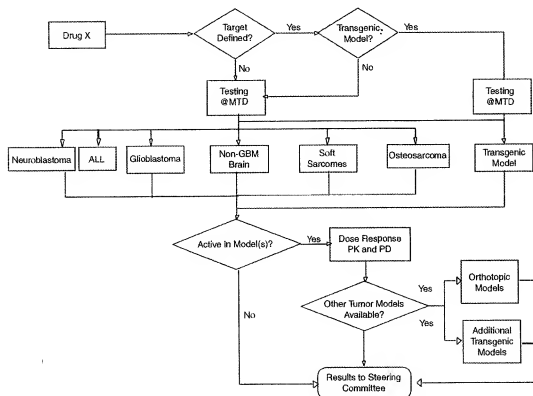 Target
Defined?
Yes
Transgenic
Model?
Yes
Drug X
No
No
Testing
@MTD
Testing
@MTD
Neuroblastoma
ALL
Glioblastoma
Non-GBM
Brain
Soft
Sarcomes
Osteosarcoma
Transgenic
Model
Active In Model(s)?
Yes
Dose Response
PK and PD
No
Other Tumor Models
Available?
Yes
Yes
Orthotopic
Models
Additional
Transgenic
Models
Results to Steering
Committee